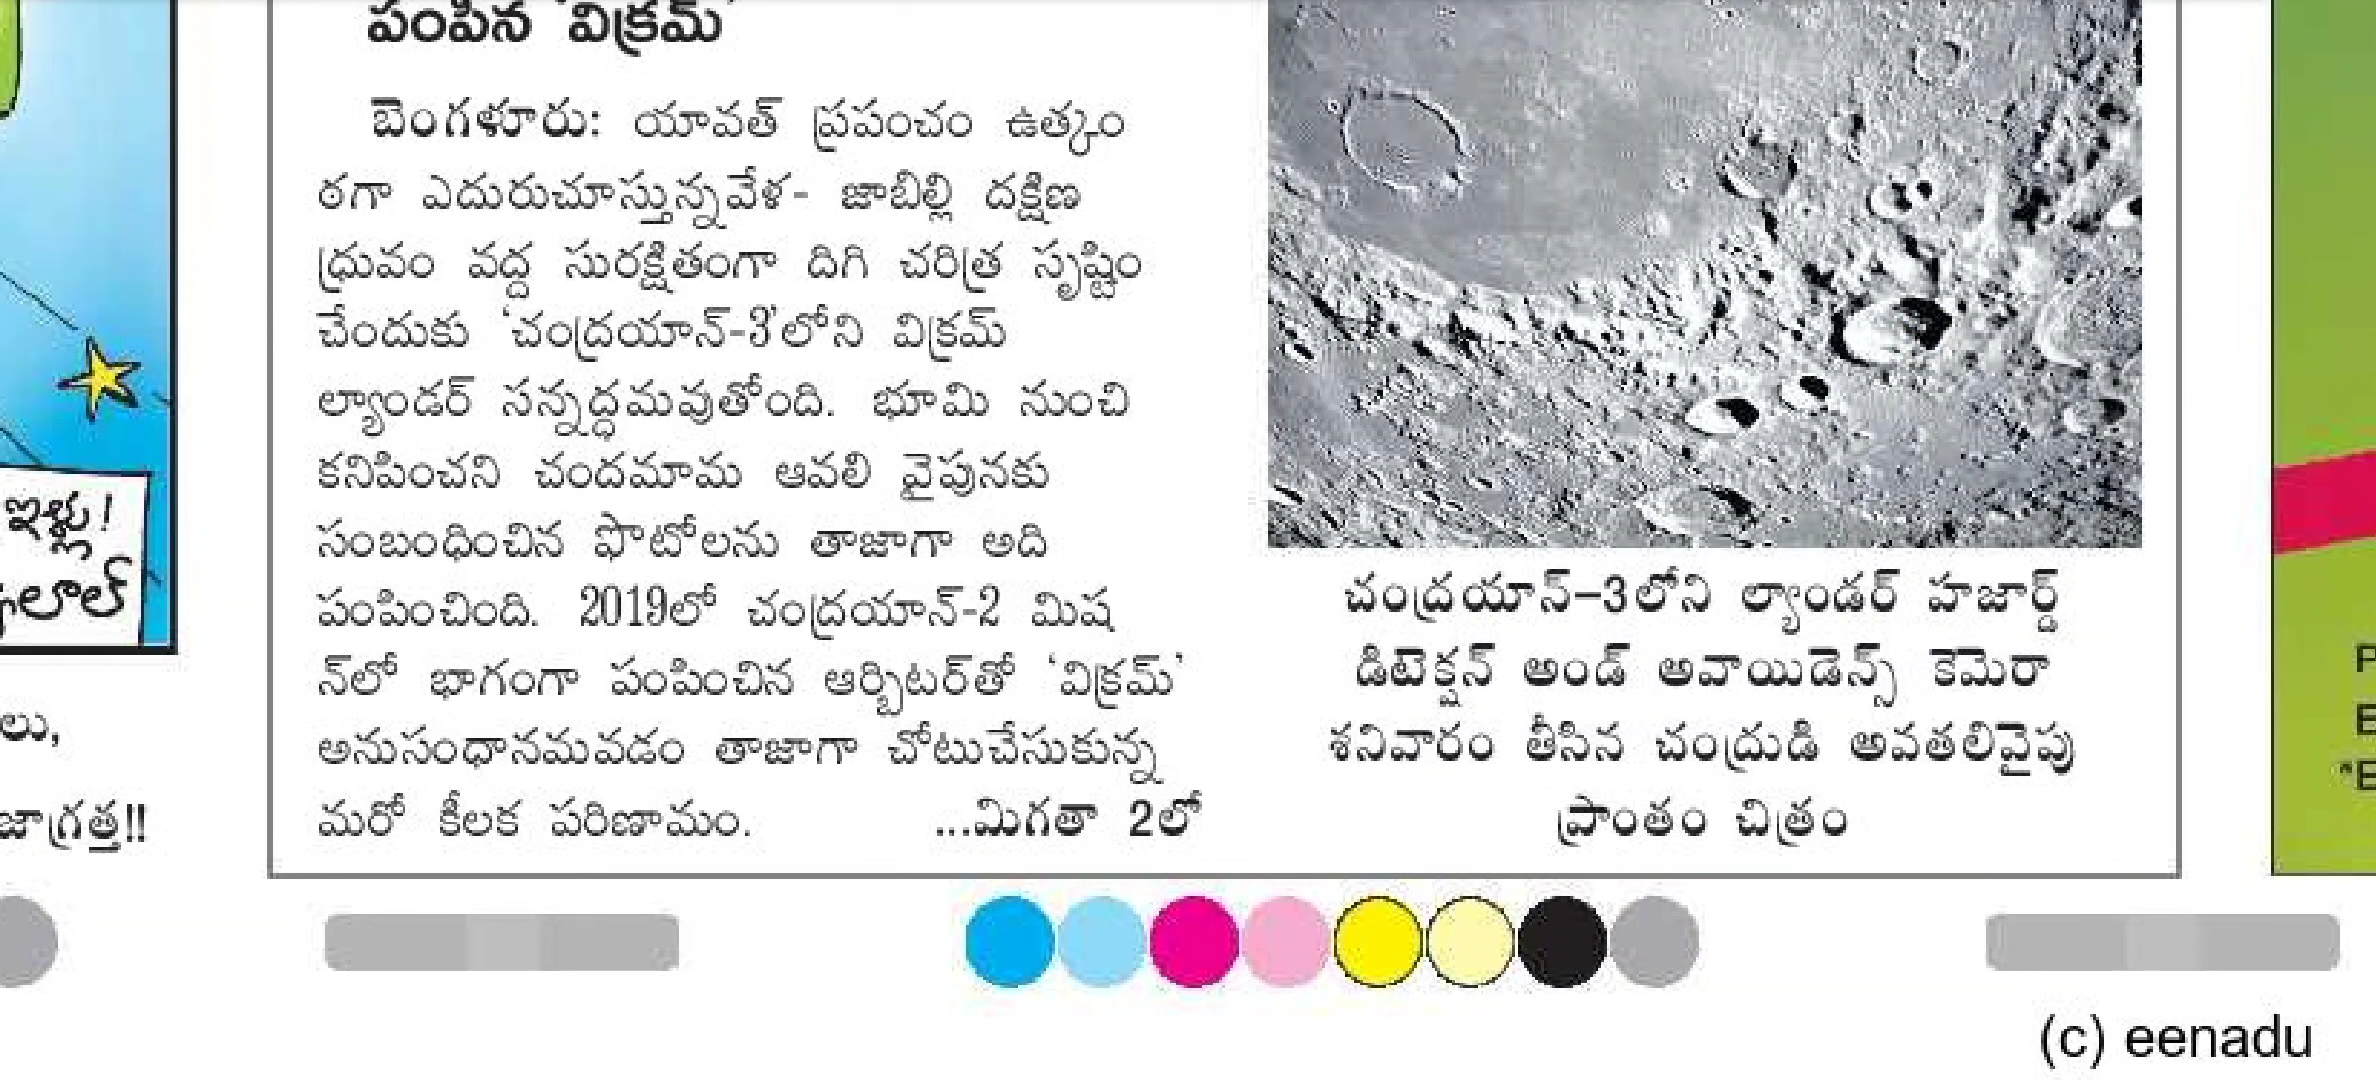 పంపిన 'విక్రమ్'
బెంగళూరు: యావత్ ప్రపంచం ఉత్కం
ఠగా ఎదురుచూస్తున్నవేళ- జాబిల్లి దక్షిణ
ధ్రువం వద్ద సురక్షితంగా దిగి చరిత్ర సృష్టిం
చేందుకు 'చంద్రయాన్-3'లోని విక్రమ్
ల్యాండర్ సన్నద్ధమవుతోంది. భూమి నుంచి
కనిపించని చందమామ ఆవలి వైపునకు
సంబంధించిన ఫొటోలను తాజాగా అది
పంపించింది. 2019లో చంద్రయాన్-2 మిష
న్‌లో భాగంగా పంపించిన ఆర్బిటర్‌తో 'విక్రమ్'
అనుసంధానమవడం తాజాగా చోటుచేసుకున్న
మరో కీలక పరిణామం. ...మిగతా 2లో
చంద్రయాన్-3లోని ల్యాండర్ హజార్డ్
డిటెక్షన్ అండ్ అవాయిడెన్స్ కెమెరా
శనివారం తీసిన చంద్రుడి అవతలివైపు
ప్రాంతం చిత్రం
ఇళ్లు!
లు,
జాగ్రత్త!!
(c) eenadu